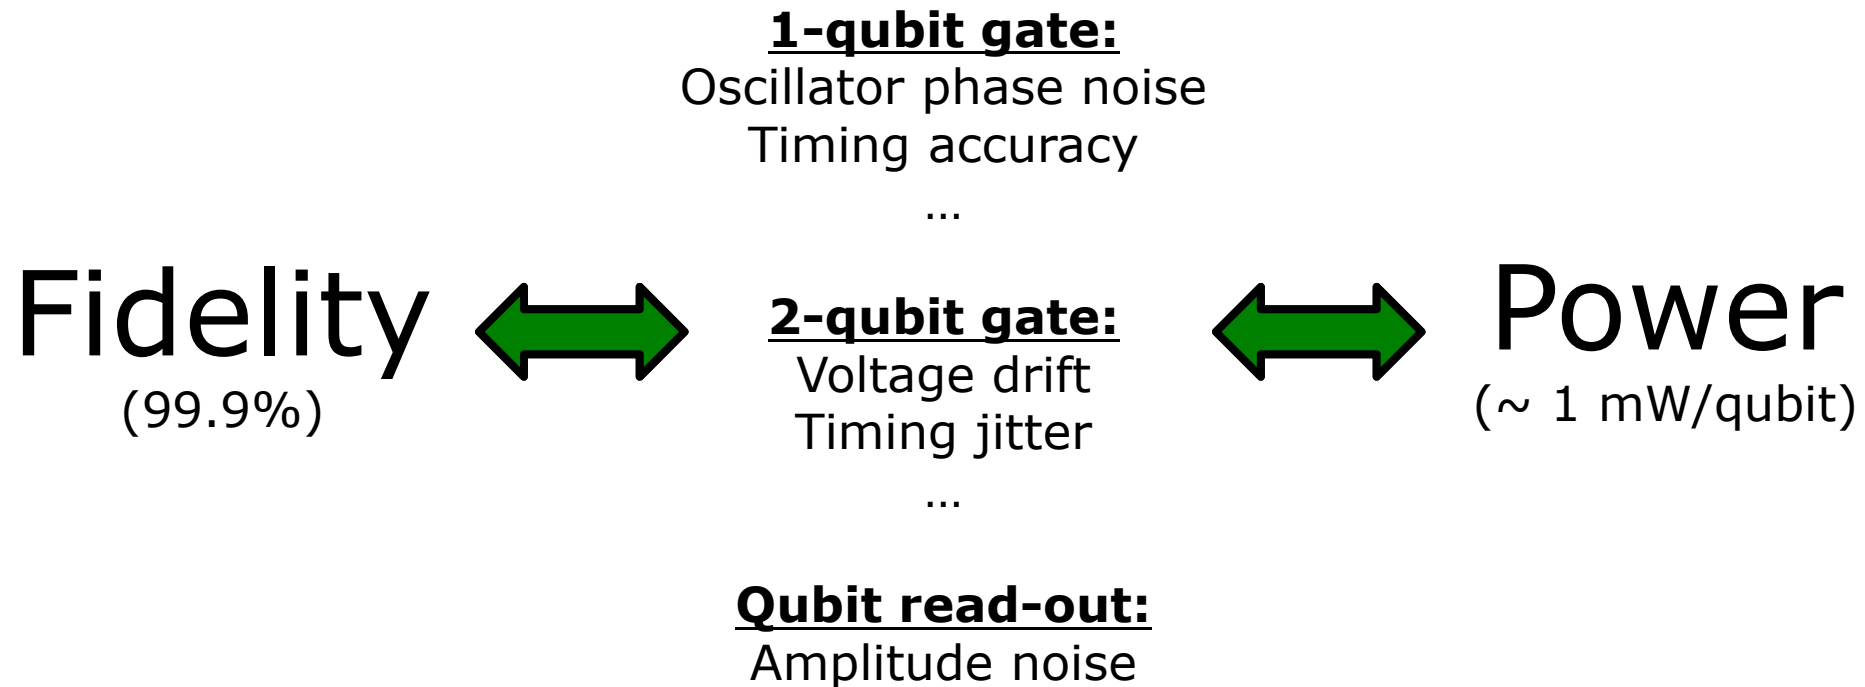 1-qubit gate:
Oscillator phase noise
Timing accuracy
...
Fidelity
(99.9%)
2-qubit gate:
Voltage drift
Timing jitter
...
Power
(~ 1 mW/qubit)
Qubit read-out:
Amplitude noise